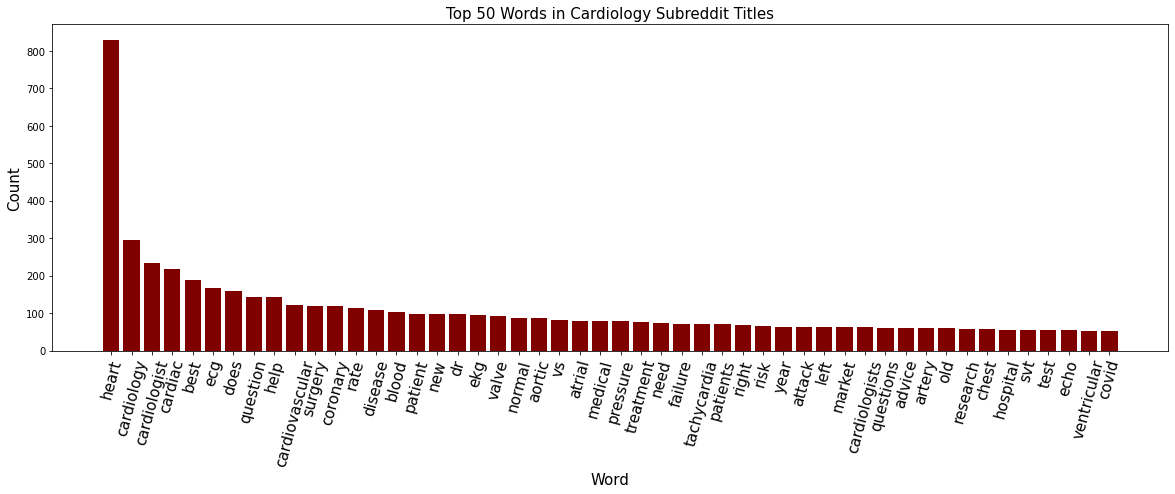 Top 50 Words in Cardiology Subreddit Titles
Count
800
700
600
500
400
300
200
100
0
heart
cardiology
cardiologist
cardiac
best
ecg
does
question
help
cardiovascular
surgery
coronary
rate
disease
blood
patient
new
dr
ekg
valve
normal
aortic
vs
atrial
medical
pressure
treatment
need
failure
tachycardia
patients
right
risk
year
attack
left
market
cardiologists
questions
advice
artery
old
research
chest
hospital
svt
test
echo
ventricular
covid
Word